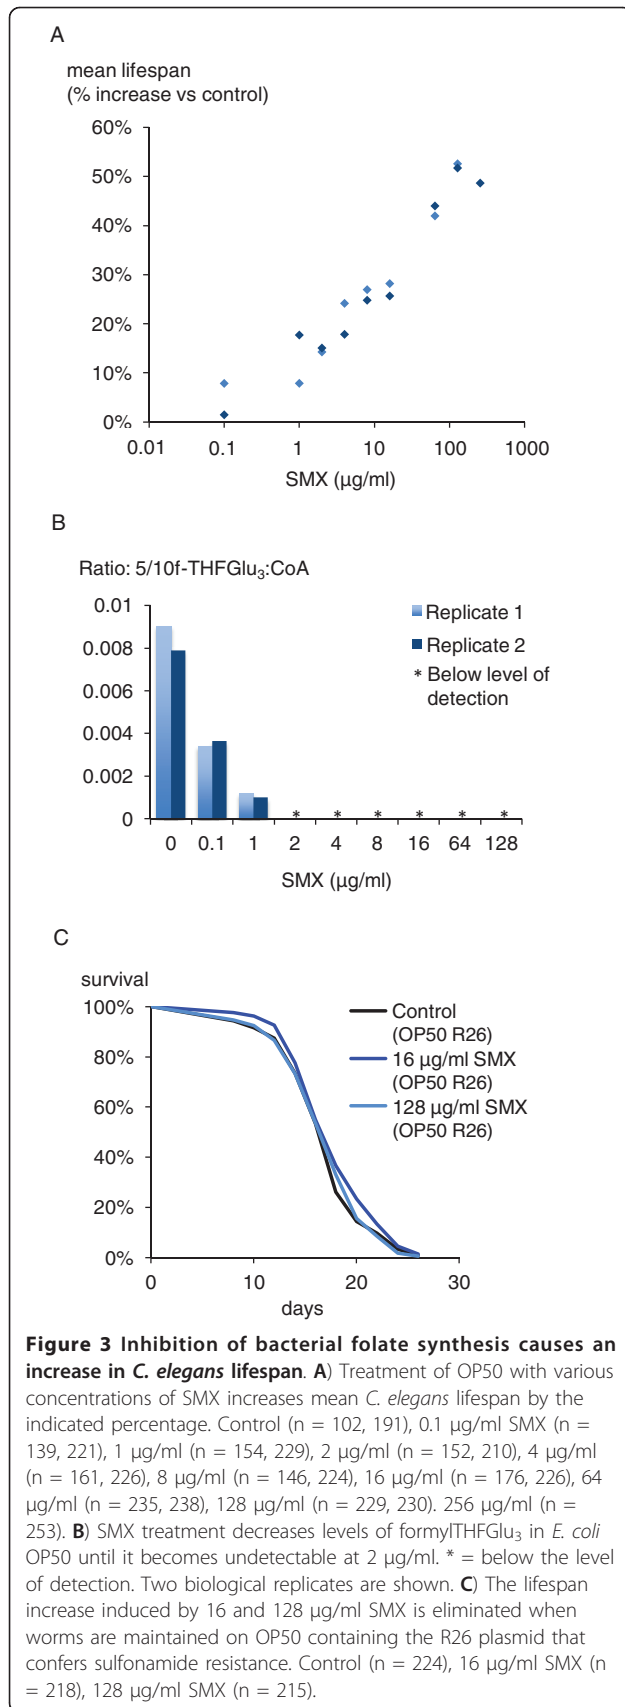 A
mean lifespan
(% increase vs control)
60%
50%
40%
30%
20%
10%
0%
0.01 0.1 1 10 100 1000
SMX (µg/ml)
B
Ratio: 5/10f-THFGlu₃:CoA
0.01
0.008
0.006
0.004
0.002
0
Replicate 1
Replicate 2
* Below level of
detection
* * * * * *
0 0.1 1 2 4 8 16 64 128
SMX (µg/ml)
C
survival
100%
80%
60%
40%
20%
0%
Control
(OP50 R26)
16 µg/ml SMX
(OP50 R26)
128 µg/ml SMX
(OP50 R26)
0 10 20 30
days
Figure 3 Inhibition of bacterial folate synthesis causes an
increase in C. elegans lifespan. A) Treatment of OP50 with various
concentrations of SMX increases mean C. elegans lifespan by the
indicated percentage. Control (n = 102, 191), 0.1 µg/ml SMX (n =
139, 221), 1 µg/ml (n = 154, 229), 2 µg/ml (n = 152, 210), 4 µg/ml
(n = 161, 226), 8 µg/ml (n = 146, 224), 16 µg/ml (n = 176, 226), 64
µg/ml (n = 235, 238), 128 µg/ml (n = 229, 230). 256 µg/ml (n =
253). B) SMX treatment decreases levels of formylTHFGlu₃ in E. coli
OP50 until it becomes undetectable at 2 µg/ml. * = below the level
of detection. Two biological replicates are shown. C) The lifespan
increase induced by 16 and 128 µg/ml SMX is eliminated when
worms are maintained on OP50 containing the R26 plasmid that
confers sulfonamide resistance. Control (n = 224), 16 µg/ml SMX (n
= 218), 128 µg/ml SMX (n = 215).